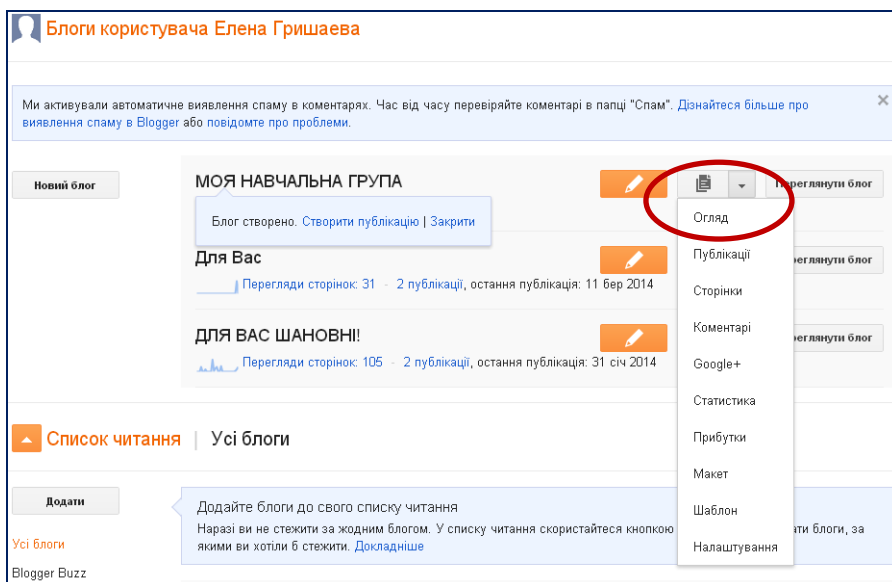 Блоги користувача Елена Гришаева
Ми активували автоматичне виявлення спаму в коментарях. Час від часу перевіряйте коментарі в папці "Спам". Дізнайтеся більше про
виявлення спаму в Blogger або повідомте про проблеми.
Новий блог
МОЯ НАВЧАЛЬНА ГРУПА
Переглянути блог
Блог створено. Створити публікацію | Закрити
Огляд
Для Вас
Публікації
еглянути блог
Перегляди сторінок: 31 - 2 публікації, остання публікація: 11 бер 2014
Сторінки
ДЛЯ ВАС ШАНОВНІ!
Коментарі
еглянути блог
Перегляди сторінок: 105 - 2 публікації, остання публікація: 31 січ 2014
Google+
Статистика
Прибутки
Макет
Шаблон
Налаштування
Список читання | Усі блоги
Додати
Додайте блоги до свого списку читання
Наразі ви не стежити за жодним блогом. У списку читання скористайтеся кнопкою ати блоги, за
якими ви хотіли б стежити. Докладніше
Усі блоги
Blogger Buzz